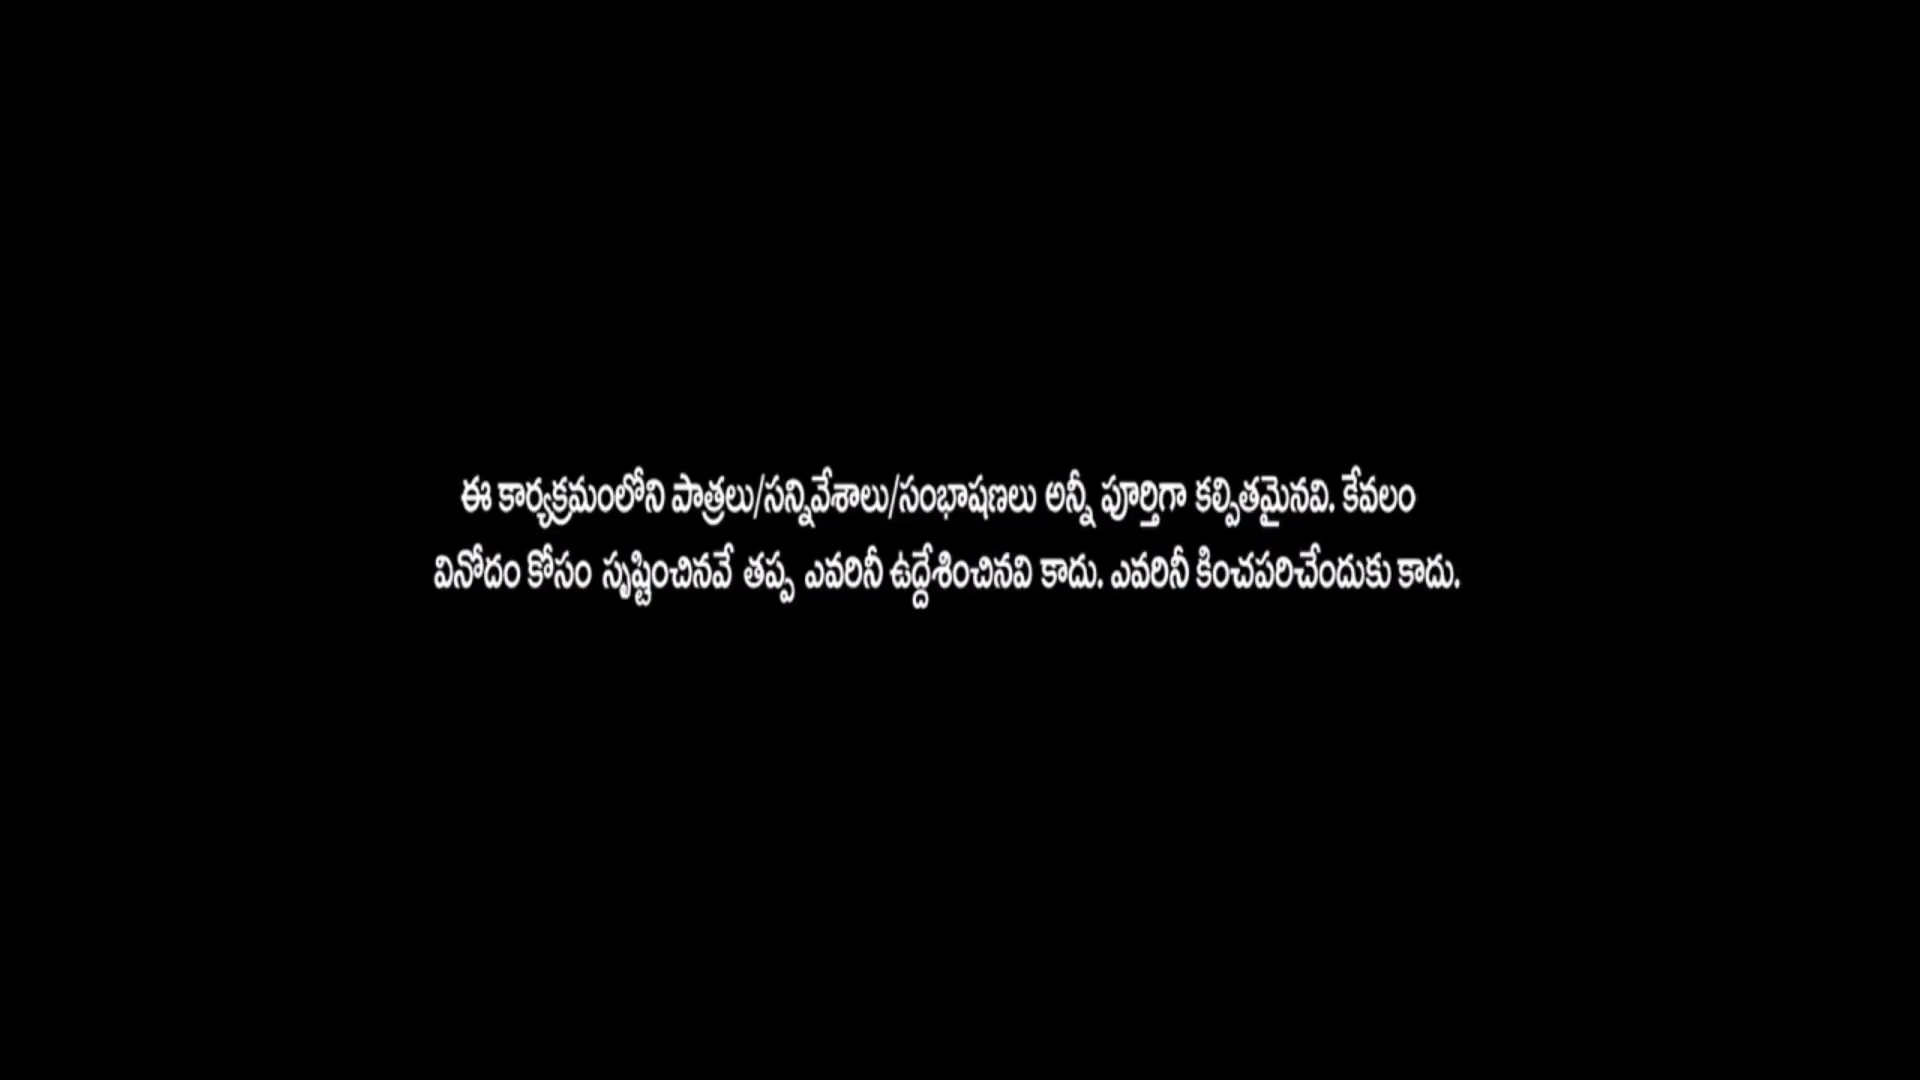 ఈ కార్యక్రమంలోని పాత్రలు/సన్నివేశాలు/సంభాషణలు అన్నీ పూర్తిగా కల్పితమైనవి. కేవలం
వినోదం కోసం సృష్టించినవే తప్ప ఎవరినీ ఉద్దేశించినవి కాదు. ఎవరినీ కించపరిచేందుకు కాదు.